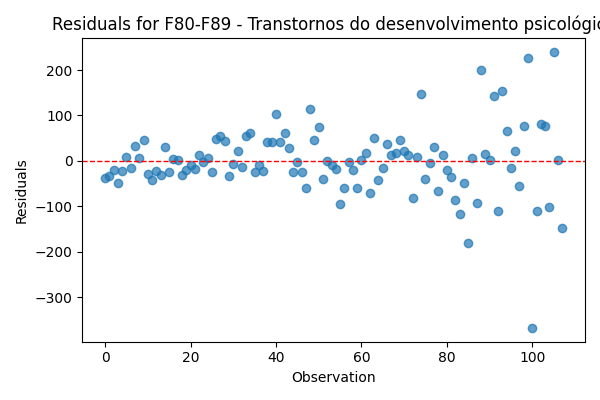 Residuals for F80-F89 - Transtornos do desenvolvimento psicológic
200
100
0
−100
−200
−300
Residuals
0 20 40 60 80 100
Observation